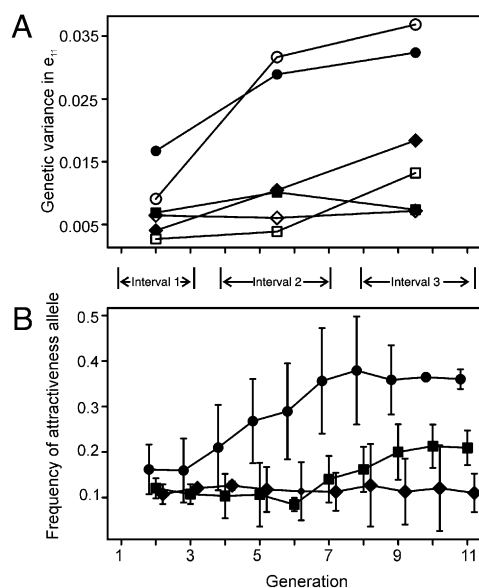 A
Genetic variance in e₁₁
0.035
0.025
0.015
0.005
Interval 1
Interval 2
Interval 3
B
Frequency of attractiveness allele
0.5
0.4
0.3
0.2
0.1
1 3 5 7 9 11
Generation